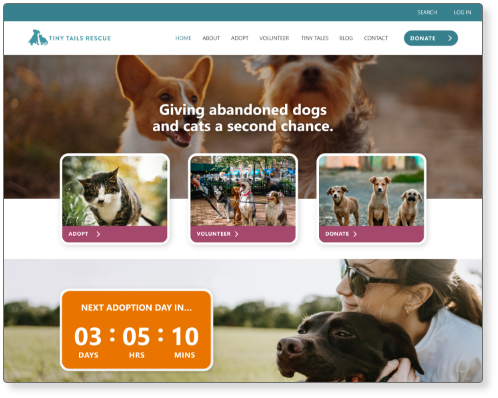 SEARCH LOG IN
TINY TAILS RESCUE
HOME ABOUT ADOPT VOLUNTEER TINY TALES BLOG CONTACT DONATE
Giving abandoned dogs
and cats a second chance.
ADOPT
VOLUNTEER
DONATE
NEXT ADOPTION DAY IN...
03 : 05 : 10
DAYS HRS MINS